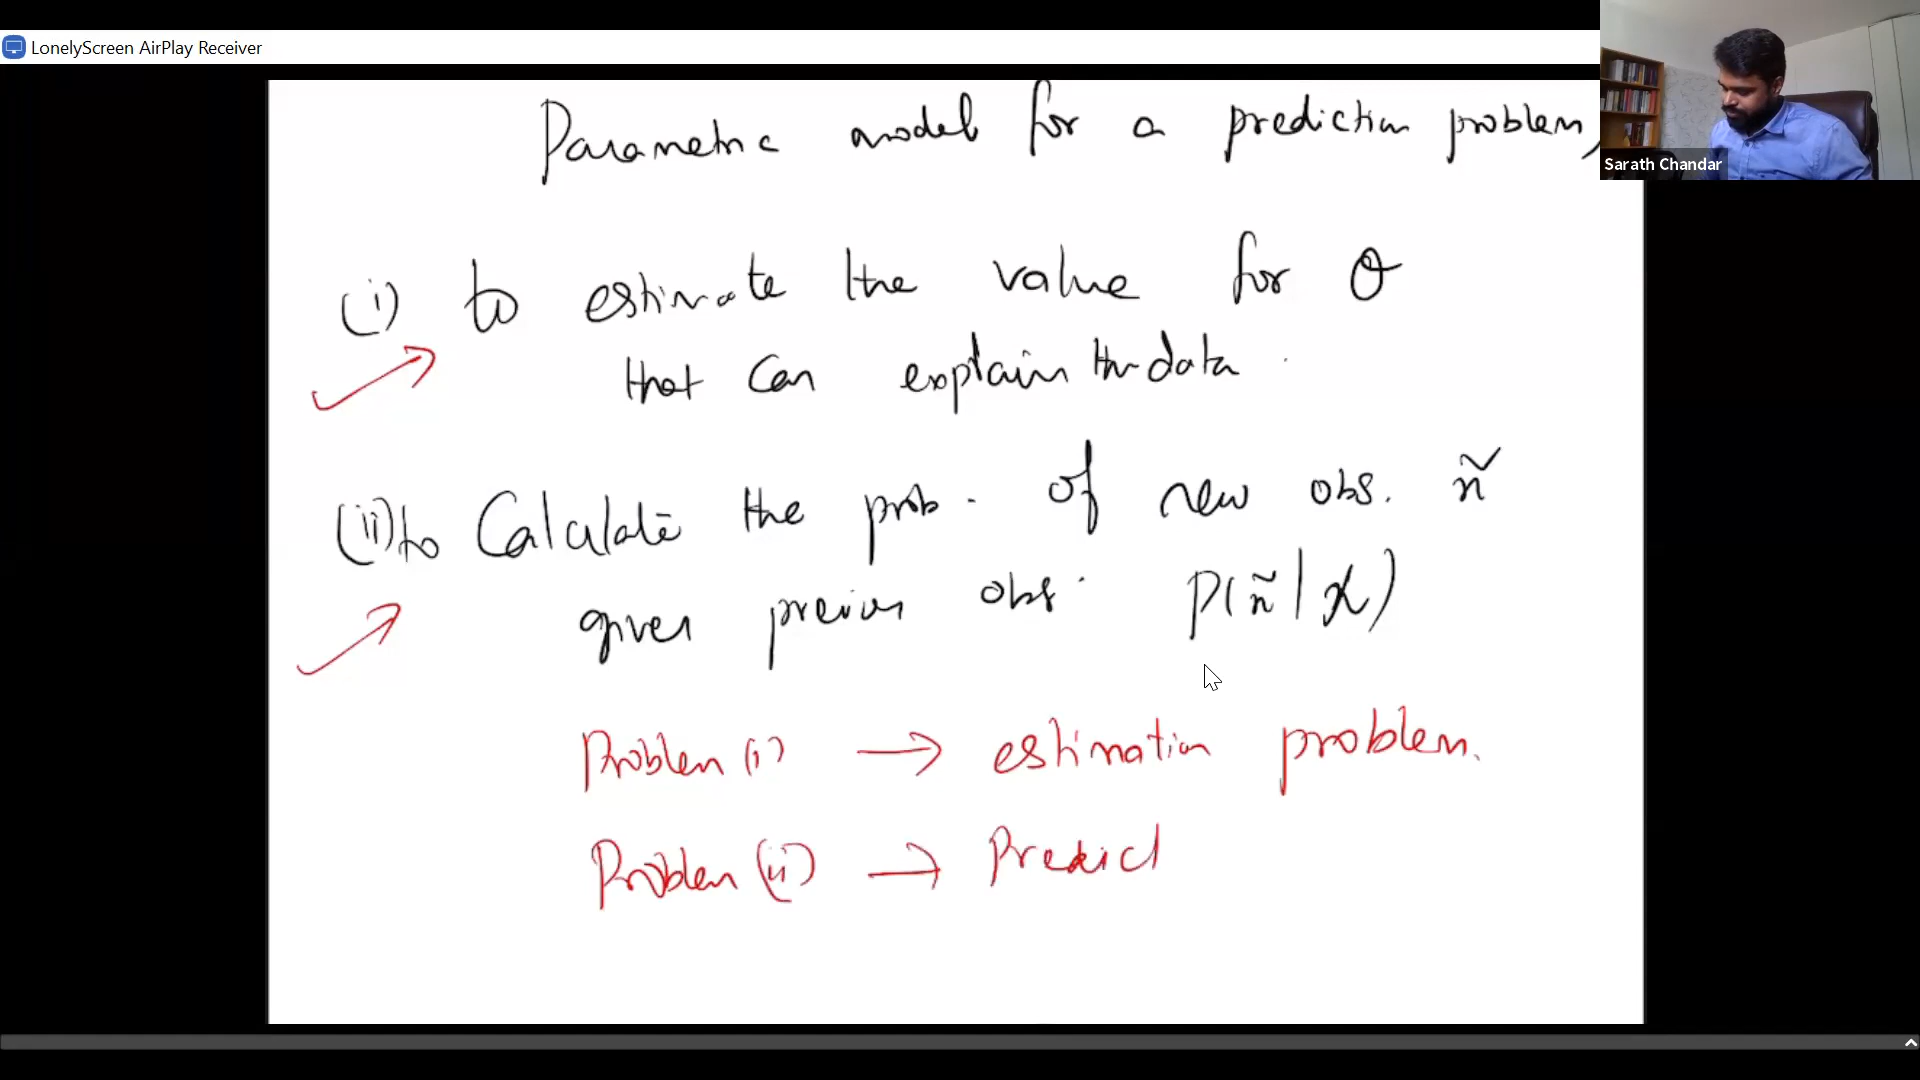 LonelyScreen AirPlay Receiver
Sarath Chandar
Parametric model for a prediction problem,
(i) to estimate the value for θ
that can explain the data.
(ii) to Calculate the prob. of new obs. x̃
given previous obs. P(x̃|X)
Problem (i) → estimation problem.
Problem (ii) → Predict